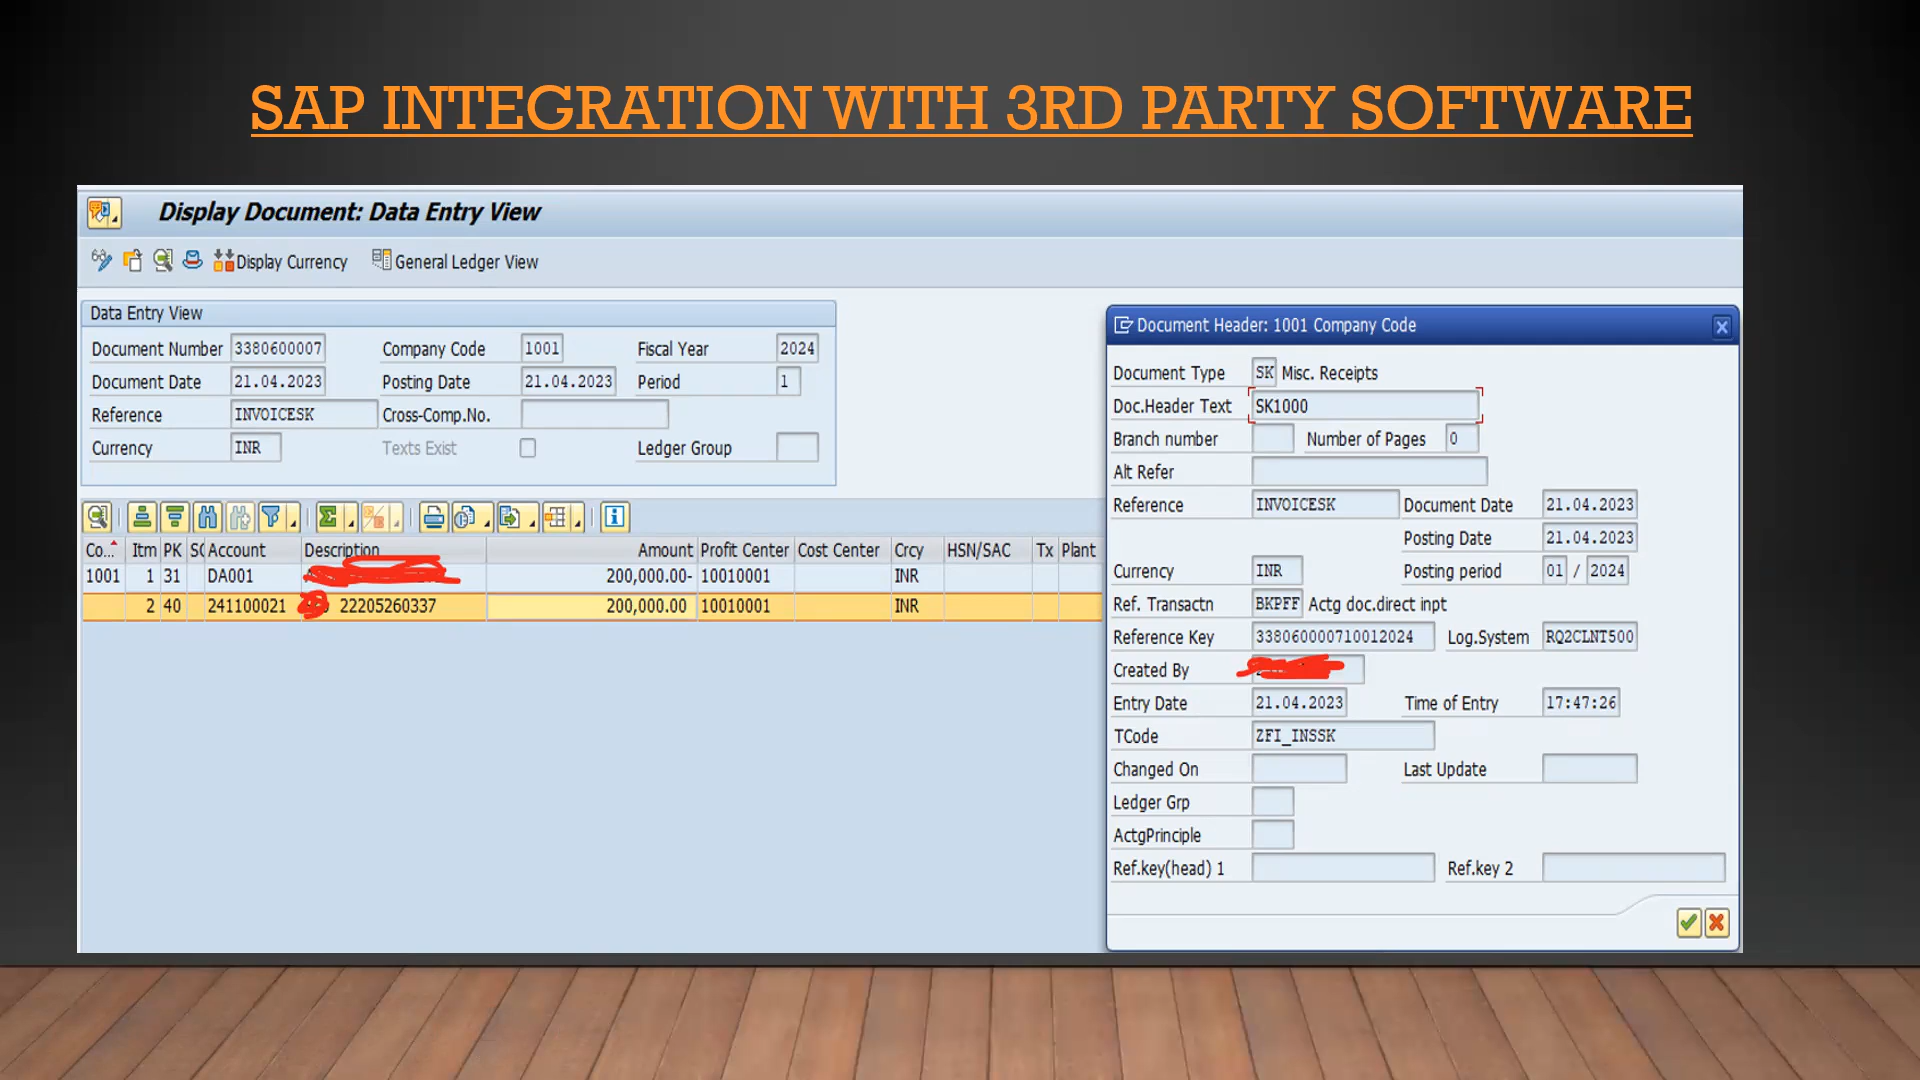 SAP INTEGRATION WITH 3RD PARTY SOFTWARE
Display Document: Data Entry View
Display Currency General Ledger View
Data Entry View
Document Number 3380600007 Company Code 1001 Fiscal Year 2024
Document Date 21.04.2023 Posting Date 21.04.2023 Period 1
Reference INVOICESK Cross-Comp.No.
Currency INR Texts Exist Ledger Group
Co... Itm PK SG Account Description Amount Profit Center Cost Center Crcy HSN/SAC Tx Plant
1001 1 31 DA001 200,000.00- 10010001 INR
2 40 241100021 22205260337 200,000.00 10010001 INR
Document Header: 1001 Company Code
Document Type SK Misc. Receipts
Doc.Header Text SK1000
Branch number Number of Pages 0
Alt Refer
Reference INVOICESK Document Date 21.04.2023
Posting Date 21.04.2023
Currency INR Posting period 01 / 2024
Ref. Transactn BKPFF Actg doc.direct inpt
Reference Key 338060000710012024 Log.System RQ2CLNT500
Created By
Entry Date 21.04.2023 Time of Entry 17:47:26
TCode ZFI_INSSK
Changed On Last Update
Ledger Grp
ActgPrinciple
Ref.key(head) 1 Ref.key 2